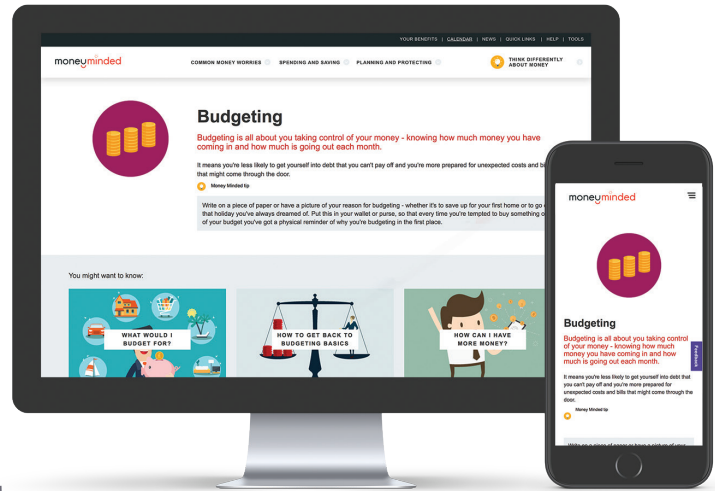 YOUR BENEFITS | CALENDAR | NEWS | QUICK LINKS | HELP | TOOLS
moneyminded
COMMON MONEY WORRIES
SPENDING AND SAVING
PLANNING AND PROTECTING
THINK DIFFERENTLY
ABOUT MONEY
Budgeting
Budgeting is all about you taking control of your money - knowing how much money you have
coming in and how much is going out each month.
It means you're less likely to get yourself into debt that you can't pay off and you're more prepared for unexpected costs and
that might come through the door.
Money Minded tip
Write on a piece of paper or have a picture of your reason for budgeting - whether it's to save up for your first home or to go
that holiday you've always dreamed of. Put this in your wallet or purse, so that every time you're tempted to buy something
of your budget you've got a physical reminder of why you're budgeting in the first place.
You might want to know:
WHAT WOULD I
BUDGET FOR?
HOW TO GET BACK TO
BUDGETING BASICS
HOW CAN I HAVE
MORE MONEY?
moneyminded
Budgeting
Budgeting is all about you taking control
of your money - knowing how much
money you have coming in and how
much is going out each month.
Feedback
It means you're less likely to get yourself into debt that
you can't pay off and you're more prepared for
unexpected costs and bills that might come through the
door.
Money Minded tip
Write on a piece of paper or have a picture of your